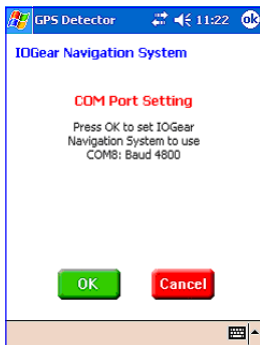 GPS Detector 11:22 ok
IOGear Navigation System
COM Port Setting
Press OK to set IOGear
Navigation System to use
COM8: Baud 4800
OK Cancel